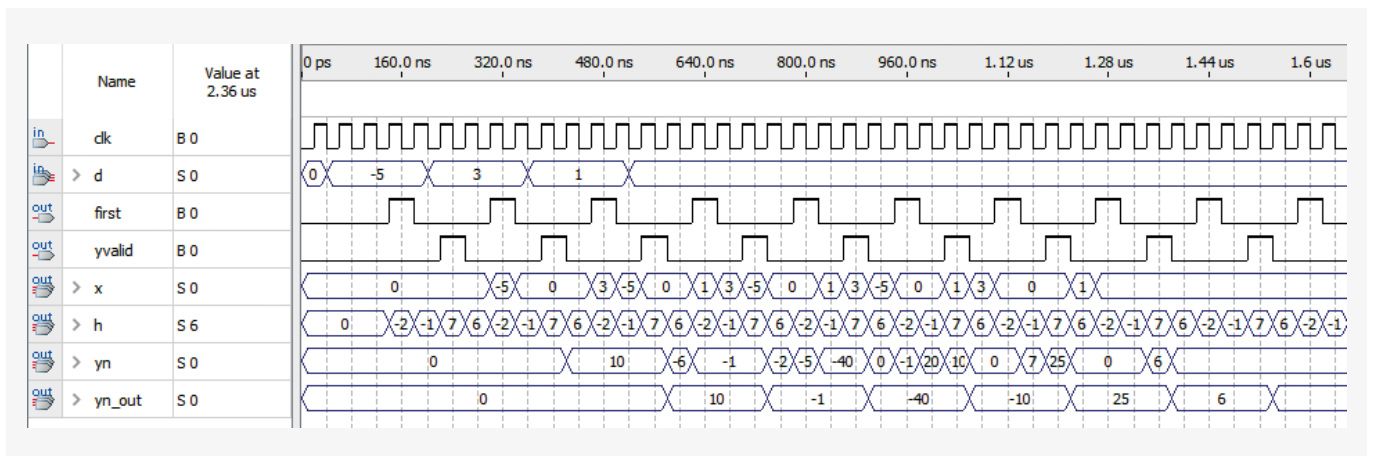 Name Value at 2.36 us 0 ps 160.0 ns 320.0 ns 480.0 ns 640.0 ns 800.0 ns 960.0 ns 1.12 us 1.28 us 1.44 us 1.6 us
in clk B 0
in > d S 0 0 -5 3 1
out first B 0
out yvalid B 0
out > x S 0 0 -5 0 3 -5 0 1 3 -5 0 1 3 -5 0 1 3 0 1
out > h S 6 0 -2 -1 7 6 -2 -1 7 6 -2 -1 7 6 -2 -1 7 6 -2 -1 7 6 -2 -1 7 6 -2 -1 7 6 -2 -1 7 6 -2 -1 7 6 -2 -1
out > yn S 0 0 10 -6 -1 -2 -5 -40 0 -1 20 -10 0 7 25 0 6
out > yn_out S 0 0 10 -1 -40 -10 25 6